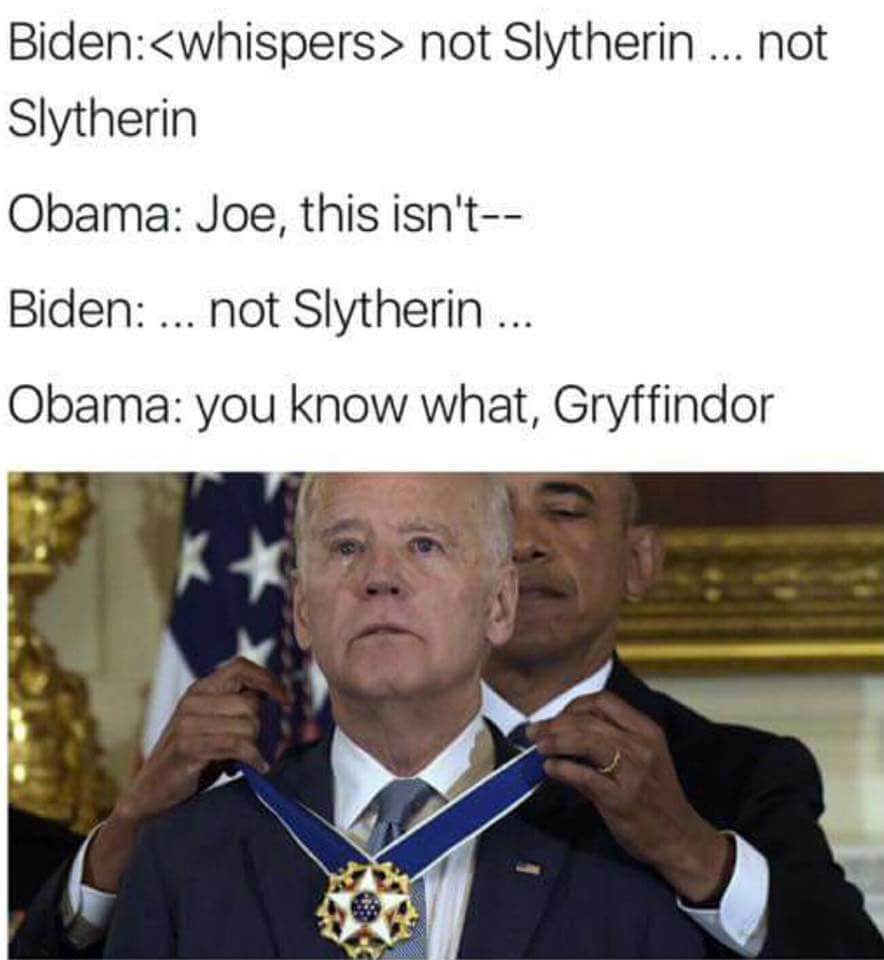 Biden:<whispers> not Slytherin ... not
Slytherin
Obama: Joe, this isn't--
Biden: ... not Slytherin ...
Obama: you know what, Gryffindor